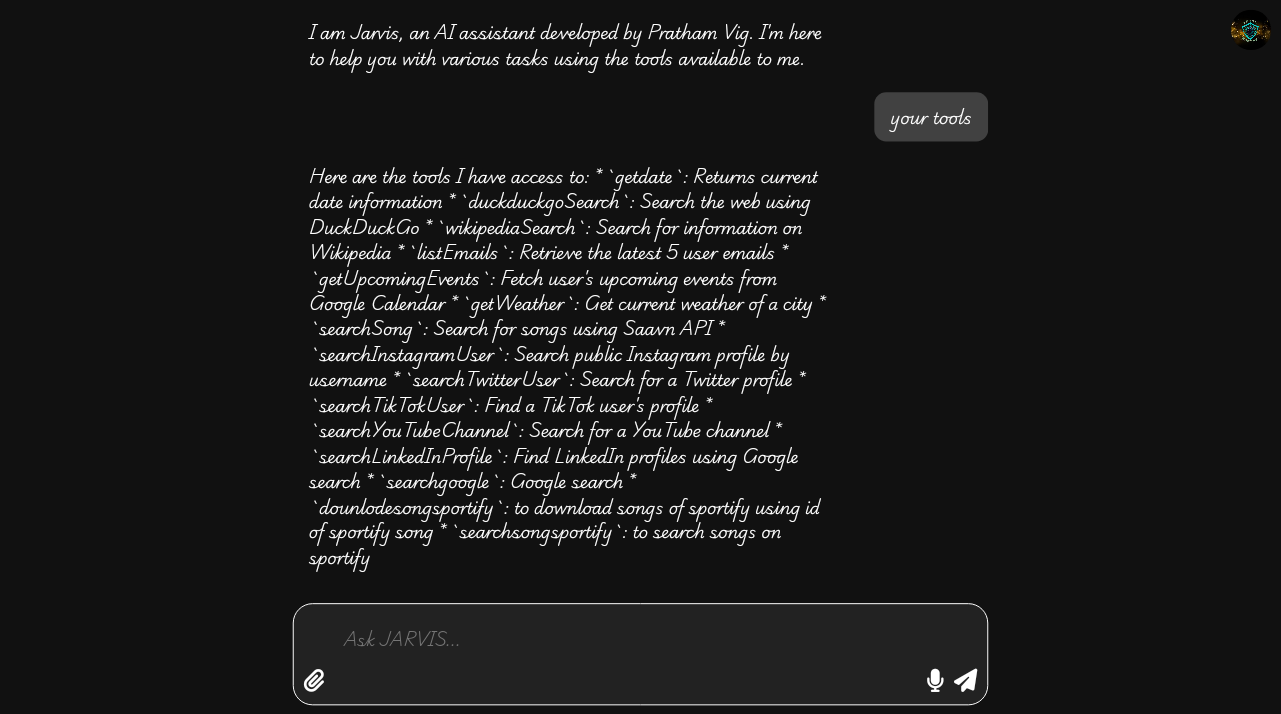 I am Jarvis, an AI assistant developed by Pratham Vig. I'm here
to help you with various tasks using the tools available to me.
your tools
Here are the tools I have access to: * `getdate`: Returns current
date information * `duckduckgoSearch`: Search the web using
DuckDuckGo * `wikipediaSearch`: Search for information on
Wikipedia * `listEmails`: Retrieve the latest 5 user emails *
`getUpcomingEvents`: Fetch user's upcoming events from
Google Calendar * `getWeather`: Get current weather of a city *
`searchSong`: Search for songs using Saavn API *
`searchInstagramUser`: Search public Instagram profile by
username * `searchTwitterUser`: Search for a Twitter profile *
`searchTikTokUser`: Find a TikTok user's profile *
`searchYouTubeChannel`: Search for a YouTube channel *
`searchLinkedInProfile`: Find LinkedIn profiles using Google
search * `searchgoogle`: Google search *
`dounlodesongsportify`: to download songs of sportify using id
of sportify song * `searchsongsportify`: to search songs on
sportify
Ask JARVIS...